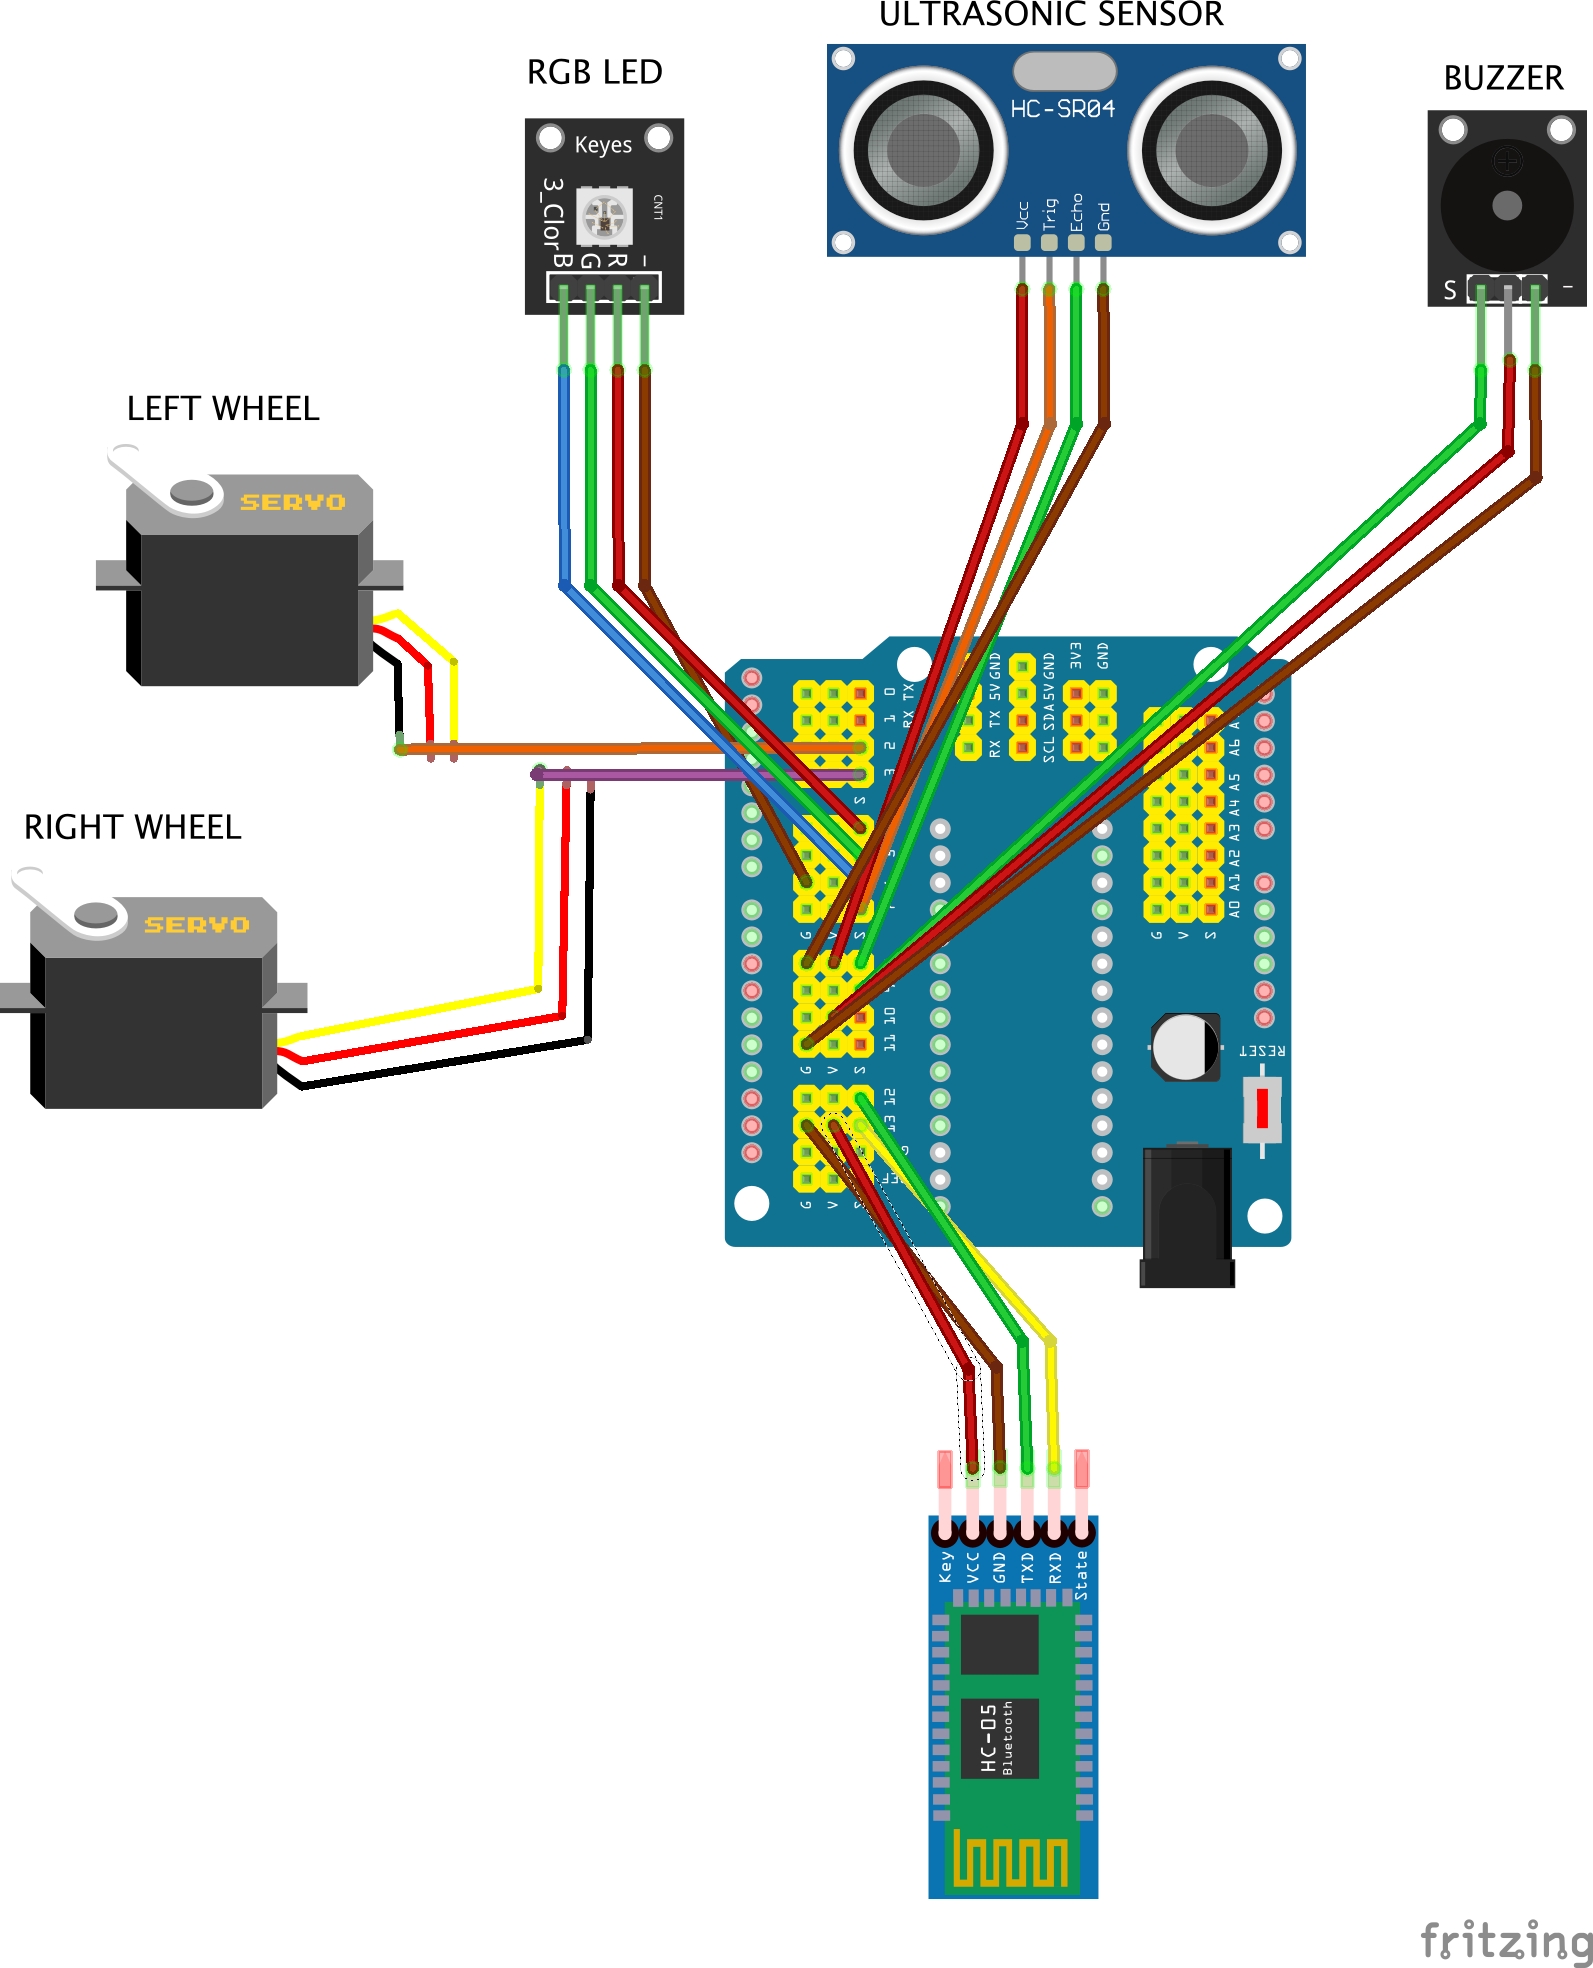 ULTRASONIC SENSOR
RGB LED
BUZZER
Keyes
3_Clor
CNT1
B G R -
HC-SR04
Vcc
Trig
Echo
Gnd
S -
LEFT WHEEL
SERVO
RIGHT WHEEL
SERVO
0
1
2
3
RX TX
RX TX 5V GND
SCL SDA 5V GND
3V3
GND
A6
A5
A4
A3
A2
A1
A0
G V S
S
G V S
10
11
G V S
12
13
G V S
RESET
Key
VCC
GND
TXD
RXD
State
HC-05
Bluetooth
fritzing